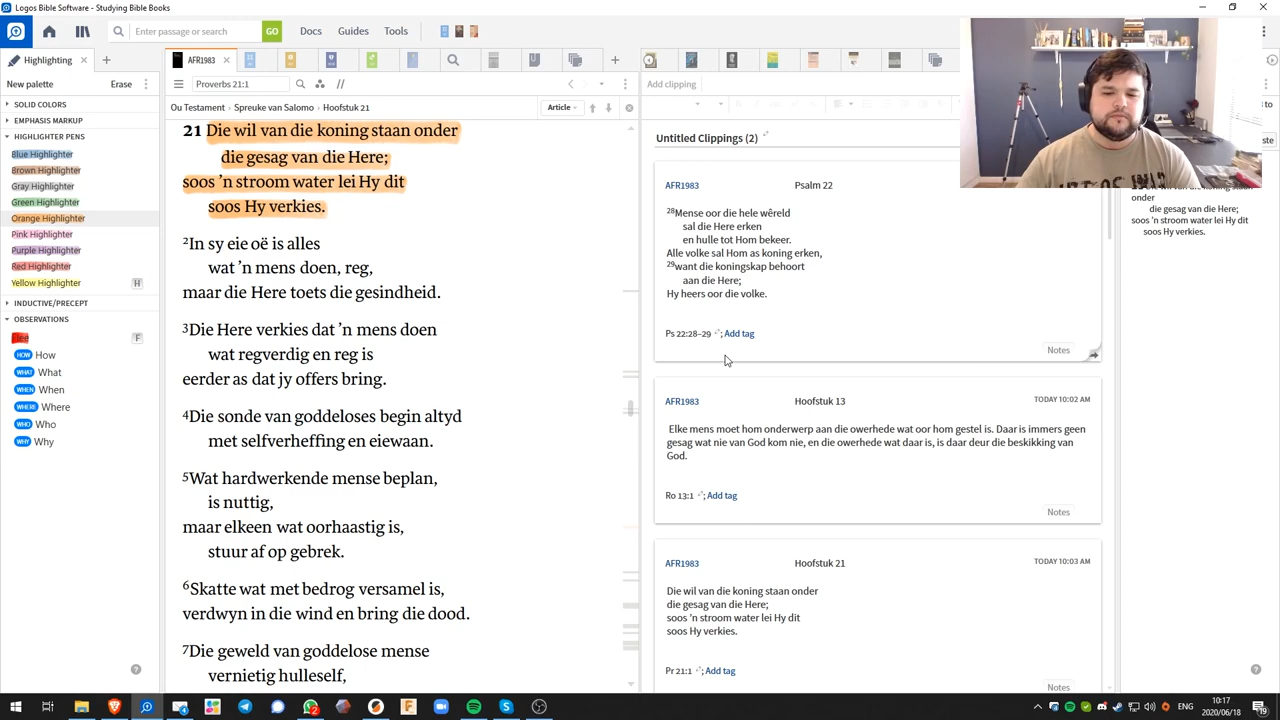 Logos Bible Software - Studying Bible Books
Enter passage or search
GO
Docs
Guides
Tools
Highlighting
AFR1983
New palette
Erase
Proverbs 21:1
Add clipping
SOLID COLORS
EMPHASIS MARKUP
HIGHLIGHTER PENS
Blue Highlighter
Brown Highlighter
Gray Highlighter
Green Highlighter
Orange Highlighter
Pink Highlighter
Purple Highlighter
Red Highlighter
Yellow Highlighter
H
INDUCTIVE/PRECEPT
OBSERVATIONS
F
HOW How
WHAT What
WHEN When
WHERE Where
WHO Who
WHY Why
Ou Testament › Spreuke van Salomo › Hoofstuk 21
Article
21 Die wil van die koning staan onder
die gesag van die Here;
soos 'n stroom water lei Hy dit
soos Hy verkies.
2In sy eie oë is alles
wat 'n mens doen, reg,
maar die Here toets die gesindheid.
3Die Here verkies dat 'n mens doen
wat regverdig en reg is
eerder as dat jy offers bring.
4Die sonde van goddeloses begin altyd
met selfverheffing en eiewaan.
5Wat hardwerkende mense beplan,
is nuttig,
maar elkeen wat oorhaastig is,
stuur af op gebrek.
6Skatte wat met bedrog versamel is,
verdwyn in die wind en bring die dood.
7Die geweld van goddelose mense
vernietig hulleself,
Untitled Clippings (2)
AFR1983
Psalm 22
28Mense oor die hele wêreld
sal die Here erken
en hulle tot Hom bekeer.
Alle volke sal Hom as koning erken,
29want die koningskap behoort
aan die Here;
Hy heers oor die volke.
Ps 22:28–29 ; Add tag
Notes
AFR1983
Hoofstuk 13
TODAY 10:02 AM
Elke mens moet hom onderwerp aan die owerhede wat oor hom gestel is. Daar is immers geen
gesag wat nie van God kom nie, en die owerhede wat daar is, is daar deur die beskikking van
God.
Ro 13:1 ; Add tag
Notes
AFR1983
Hoofstuk 21
TODAY 10:03 AM
Die wil van die koning staan onder
die gesag van die Here;
soos 'n stroom water lei Hy dit
soos Hy verkies.
Pr 21:1 ; Add tag
Notes
onder
die gesag van die Here;
soos 'n stroom water lei Hy dit
soos Hy verkies.
ENG
10:17
2020/06/18
19